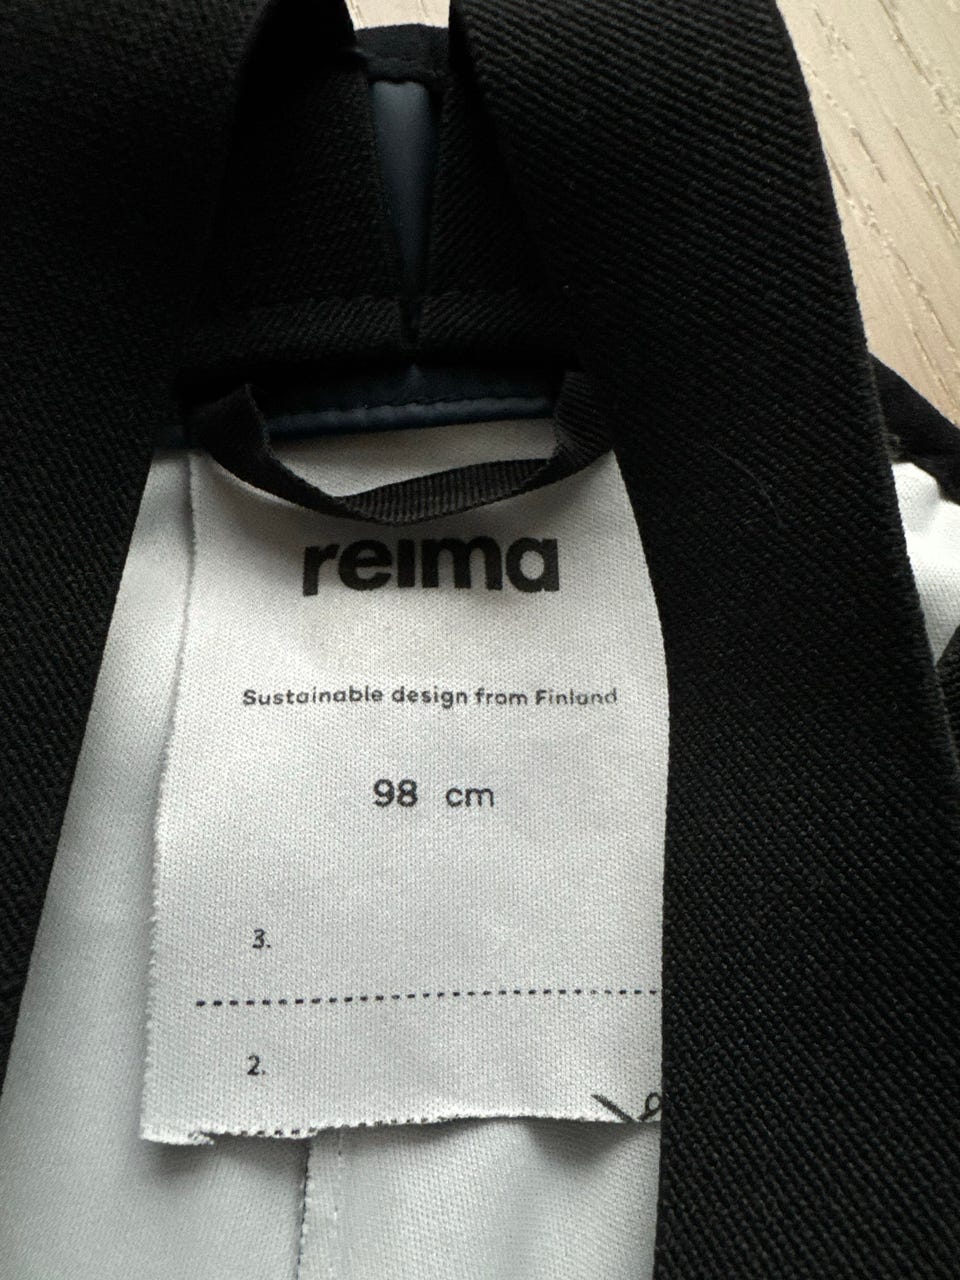 reima
Sustainable design from Finland
98 cm
3.
2.